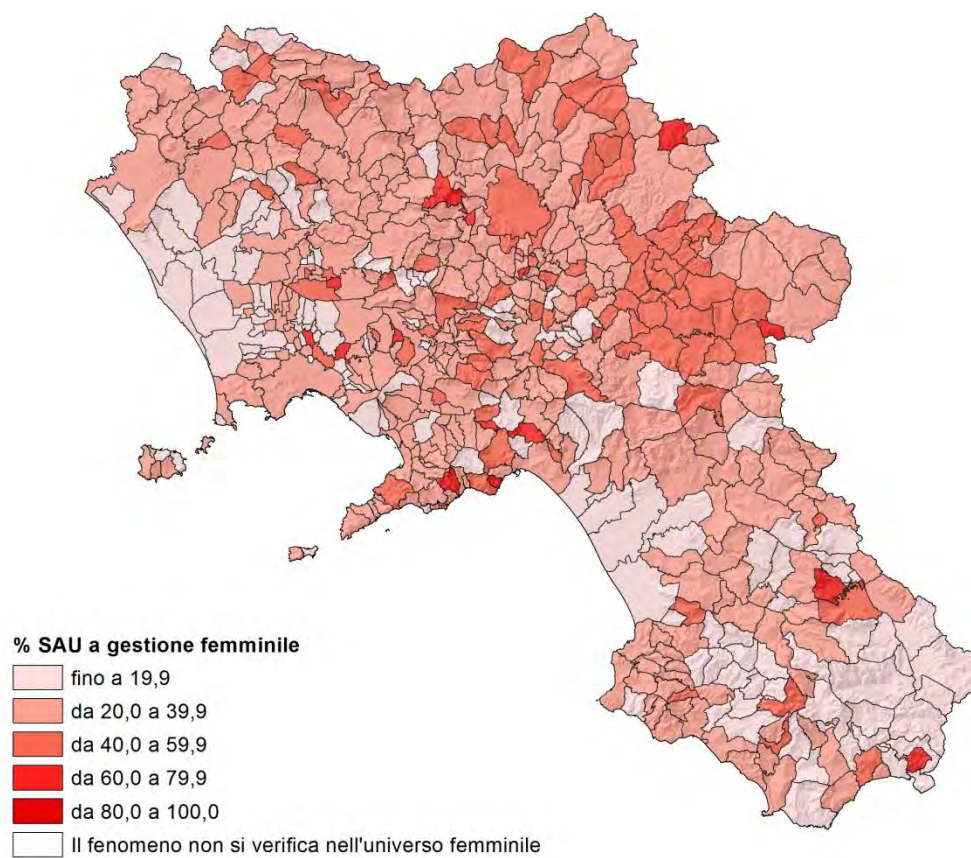 % SAU a gestione femminile
fino a 19,9
da 20,0 a 39,9
da 40,0 a 59,9
da 60,0 a 79,9
da 80,0 a 100,0
Il fenomeno non si verifica nell'universo femminile